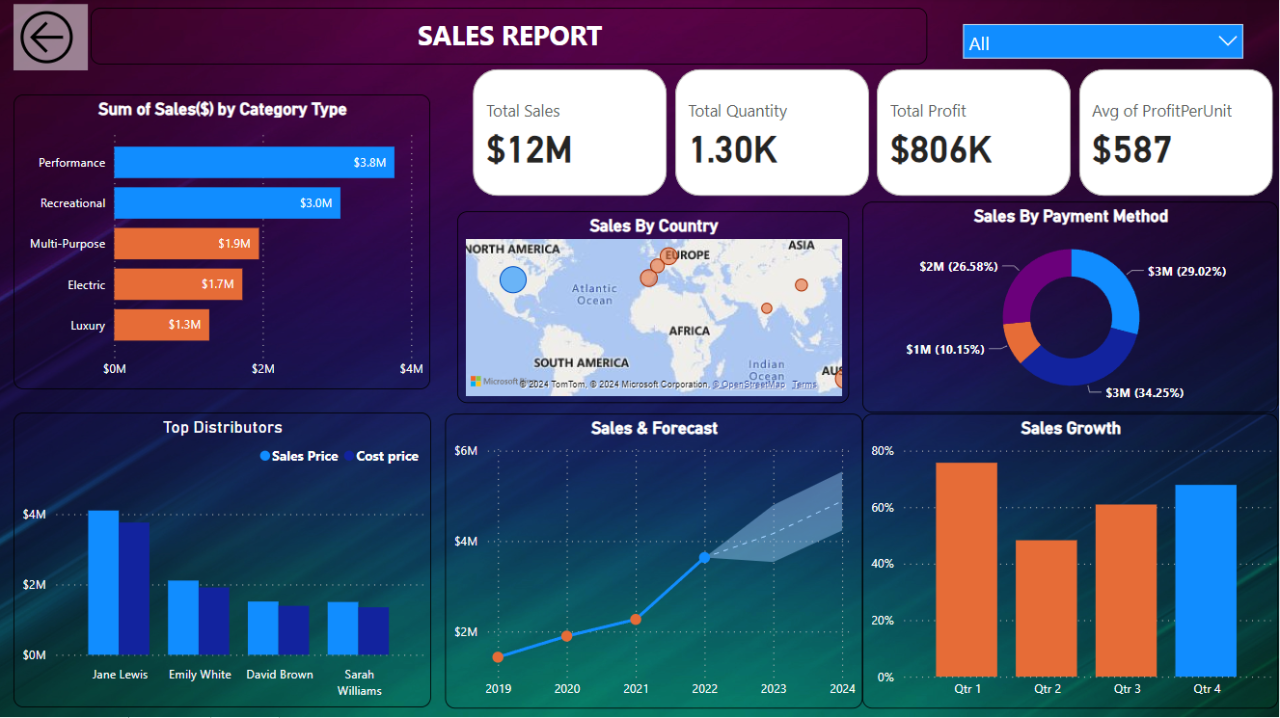 SALES REPORT
All
Sum of Sales($) by Category Type
Performance
$3.8M
Recreational
$3.0M
Multi-Purpose
$1.9M
Electric
$1.7M
Luxury
$1.3M
$0M
$2M
$4M
Total Sales
$12M
Total Quantity
1.30K
Total Profit
$806K
Avg of ProfitPerUnit
$587
Sales By Country
NORTH AMERICA
EUROPE
ASIA
Atlantic
Ocean
AFRICA
SOUTH AMERICA
Indian
Ocean
AUS
Microsoft
© 2024 TomTom, © 2024 Microsoft Corporation, © OpenStreetMap Terms
Sales By Payment Method
$2M (26.58%)
$3M (29.02%)
$1M (10.15%)
$3M (34.25%)
Top Distributors
Sales Price
Cost price
$4M
$2M
$0M
Jane Lewis
Emily White
David Brown
Sarah
Williams
Sales & Forecast
$6M
$4M
$2M
2019
2020
2021
2022
2023
2024
Sales Growth
80%
60%
40%
20%
0%
Qtr 1
Qtr 2
Qtr 3
Qtr 4